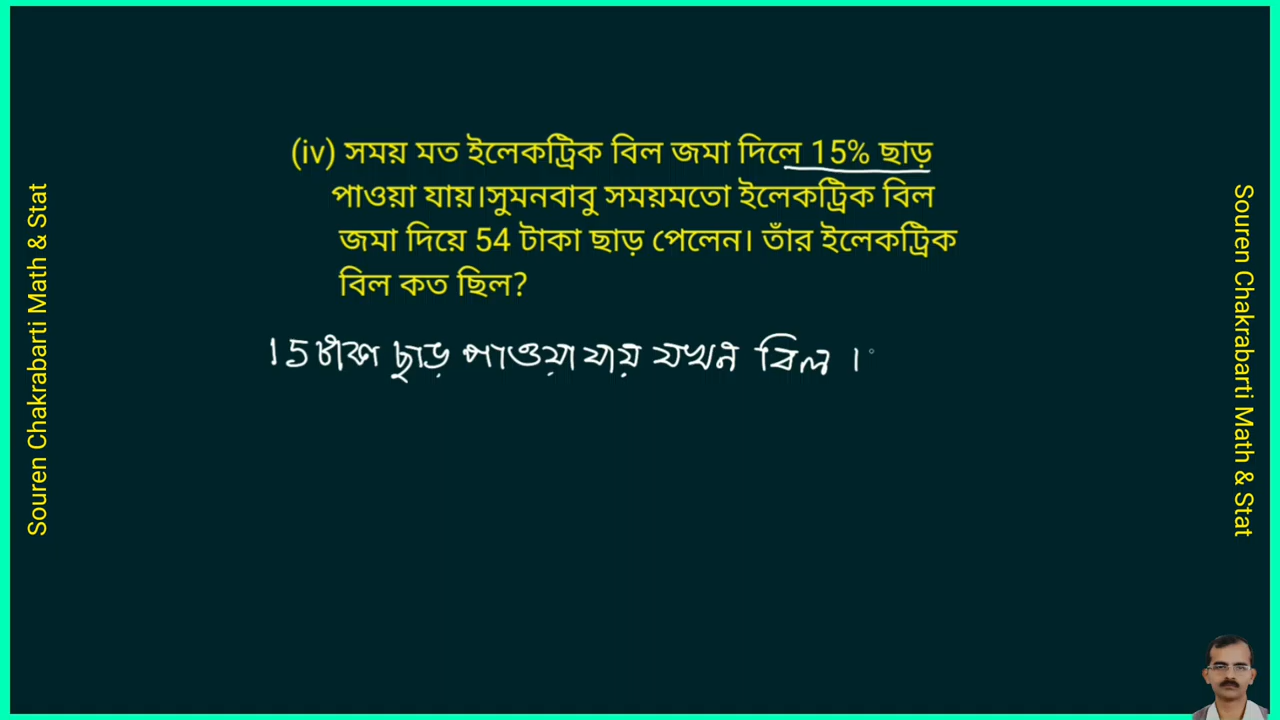 (iv) সময় মত ইলেকট্রিক বিল জমা দিলে 15% ছাড়
পাওয়া যায়।সুমনবাবু সময়মতো ইলেকট্রিক বিল
জমা দিয়ে 54 টাকা ছাড় পেলেন। তাঁর ইলেকট্রিক
বিল কত ছিল?
15 টাকা ছাড় পাওয়া যায় যখন বিল 1
Souren Chakrabarti Math & Stat
Souren Chakrabarti Math & Stat